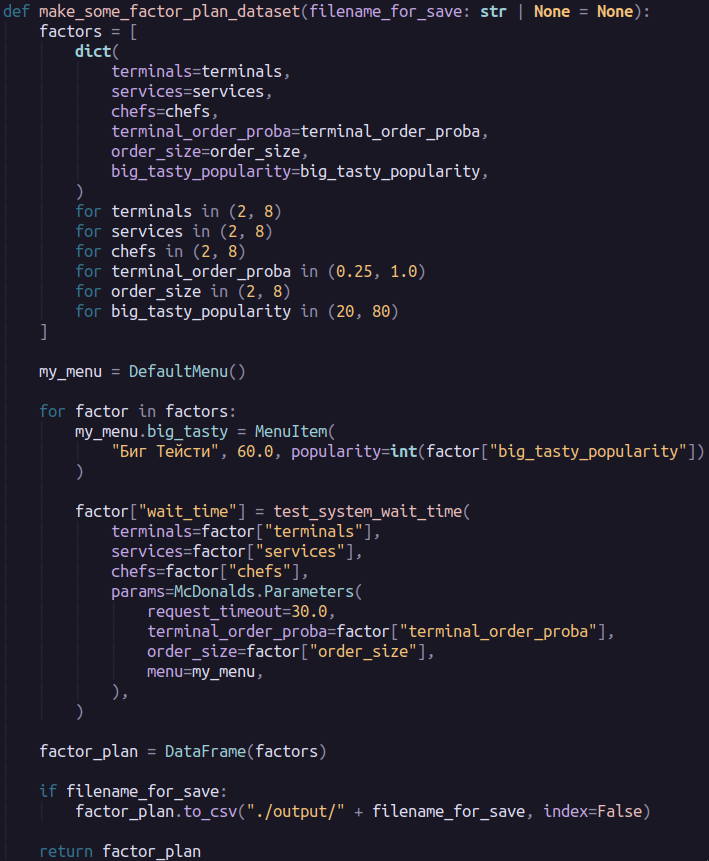 def make_some_factor_plan_dataset(filename_for_save: str | None = None):
    factors = [
        dict(
            terminals=terminals,
            services=services,
            chefs=chefs,
            terminal_order_proba=terminal_order_proba,
            order_size=order_size,
            big_tasty_popularity=big_tasty_popularity,
        )
        for terminals in (2, 8)
        for services in (2, 8)
        for chefs in (2, 8)
        for terminal_order_proba in (0.25, 1.0)
        for order_size in (2, 8)
        for big_tasty_popularity in (20, 80)
    ]

    my_menu = DefaultMenu()

    for factor in factors:
        my_menu.big_tasty = MenuItem(
            "Биг Тейсти", 60.0, popularity=int(factor["big_tasty_popularity"])
        )

        factor["wait_time"] = test_system_wait_time(
            terminals=factor["terminals"],
            services=factor["services"],
            chefs=factor["chefs"],
            params=McDonalds.Parameters(
                request_timeout=30.0,
                terminal_order_proba=factor["terminal_order_proba"],
                order_size=factor["order_size"],
                menu=my_menu,
            ),
        )

    factor_plan = DataFrame(factors)

    if filename_for_save:
        factor_plan.to_csv("./output/" + filename_for_save, index=False)

    return factor_plan